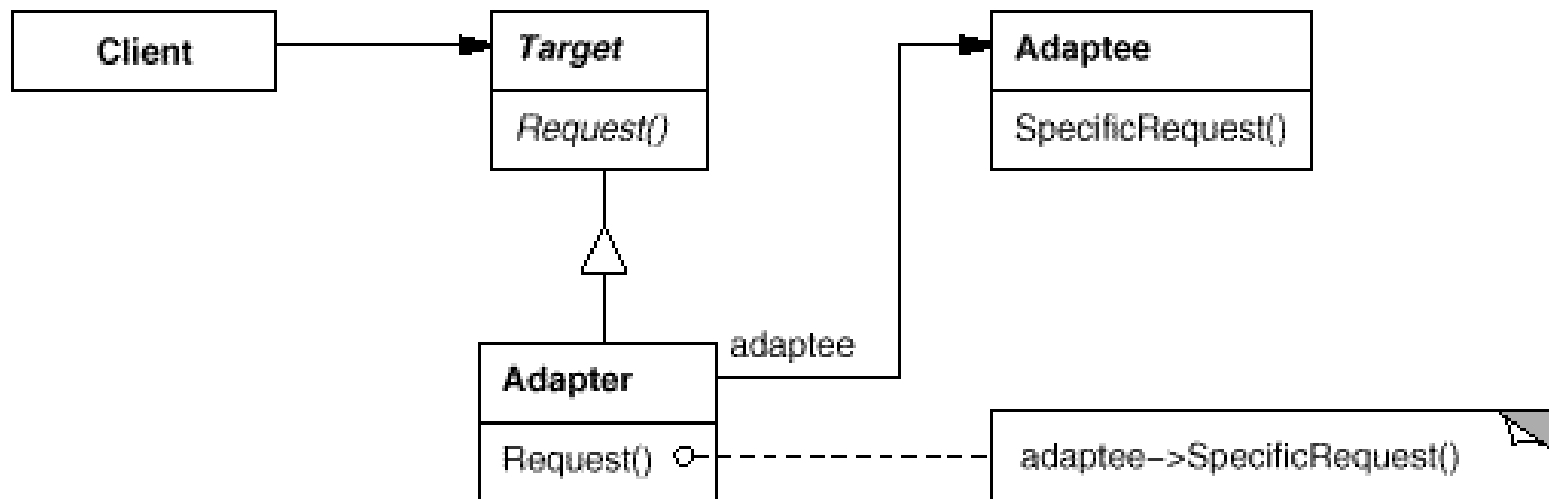 Client
Target
Request()
Adaptee
SpecificRequest()
adaptee
Adapter
Request()
adaptee->SpecificRequest()